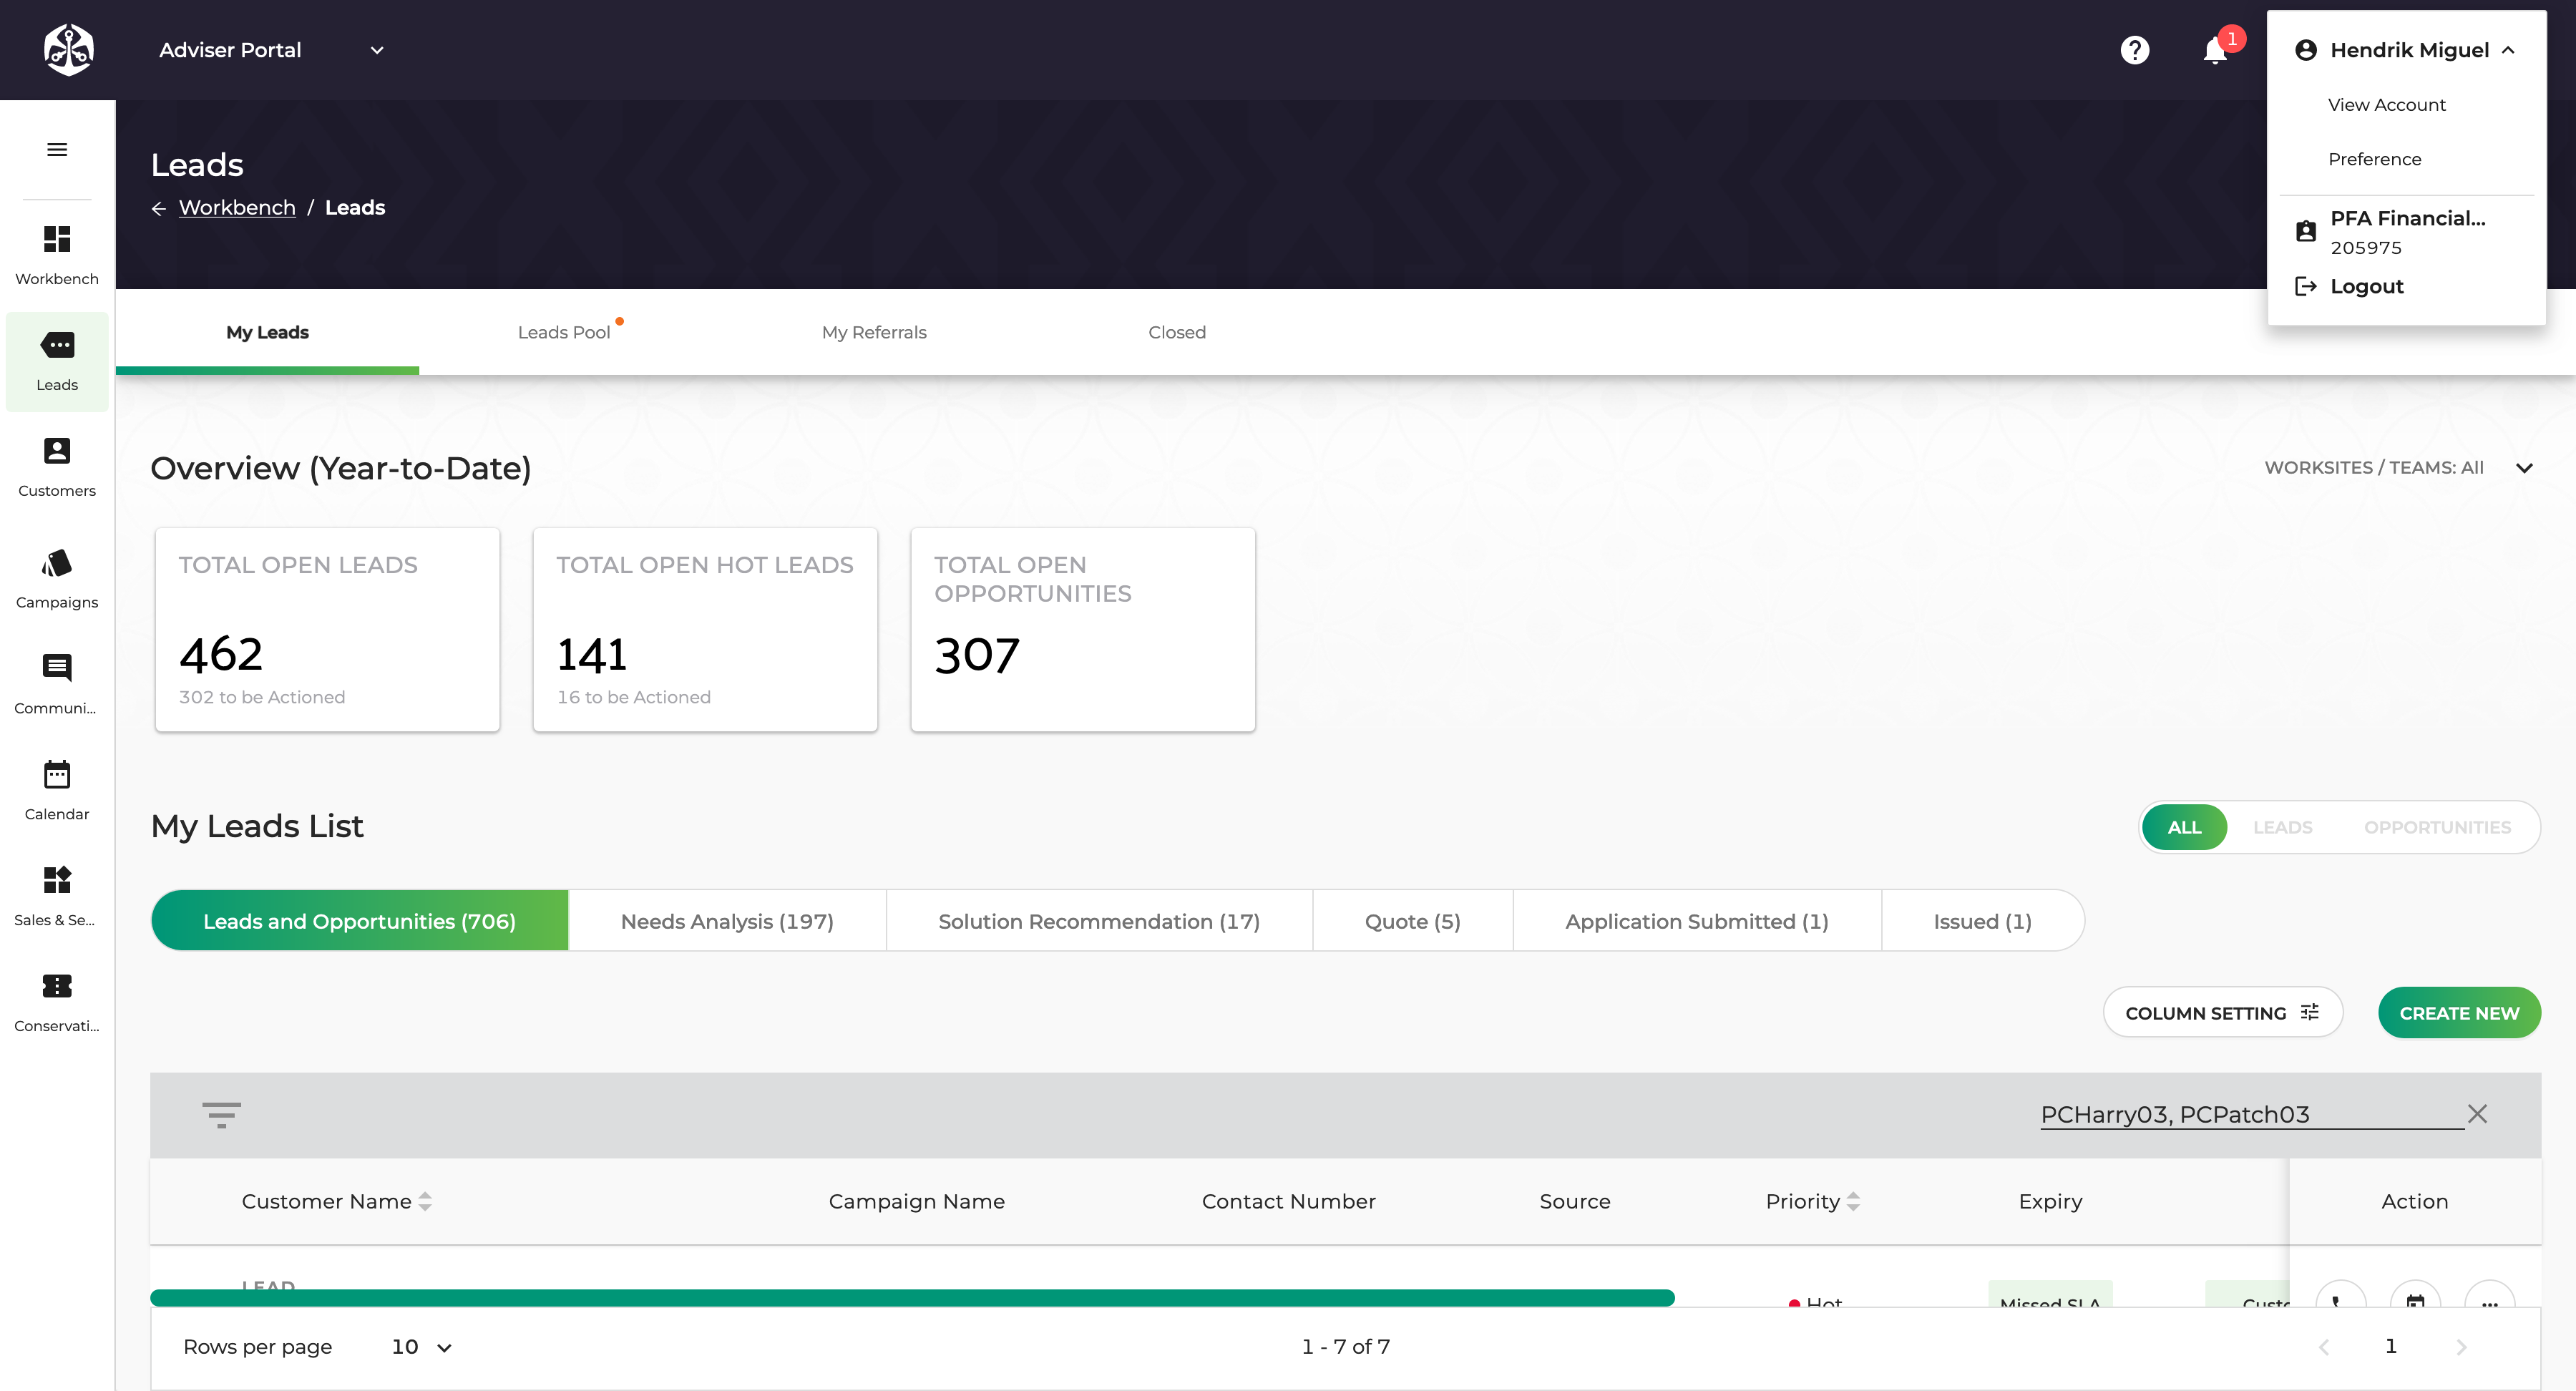 Adviser Portal
1
Hendrik Miguel
View Account
Preference
PFA Financial...
205975
Logout
Leads
Workbench / Leads
Workbench
Leads
Customers
Campaigns
Communi...
Calendar
Sales & Se...
Conservati...
My Leads
Leads Pool
My Referrals
Closed
Overview (Year-to-Date)
WORKSITES / TEAMS: All
TOTAL OPEN LEADS
462
302 to be Actioned
TOTAL OPEN HOT LEADS
141
16 to be Actioned
TOTAL OPEN
OPPORTUNITIES
307
My Leads List
ALL
LEADS
OPPORTUNITIES
Leads and Opportunities (706)
Needs Analysis (197)
Solution Recommendation (17)
Quote (5)
Application Submitted (1)
Issued (1)
COLUMN SETTING
CREATE NEW
PCHarry03, PCPatch03
Customer Name
Campaign Name
Contact Number
Source
Priority
Expiry
Action
LEAD
Hot
Missed SLA
Custo
Rows per page
10
1 - 7 of 7
1